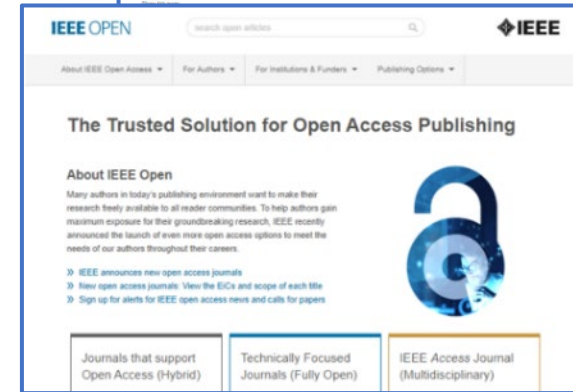 IEEE OPEN
search open articles
IEEE
About IEEE Open Access
For Authors
For Institutions & Funders
Publishing Options
The Trusted Solution for Open Access Publishing
About IEEE Open
Many authors in today's publishing environment want to make their
research freely available to all reader communities. To help authors gain
maximum exposure for their groundbreaking research, IEEE recently
announced the launch of even more open access options to meet the
needs of our authors throughout their careers.
» IEEE announces new open access journals
» New open access journals: View the EiCs and scope of each title
» Sign up for alerts for IEEE open access news and calls for papers
Journals that support
Open Access (Hybrid)
Technically Focused
Journals (Fully Open)
IEEE Access Journal
(Multidisciplinary)